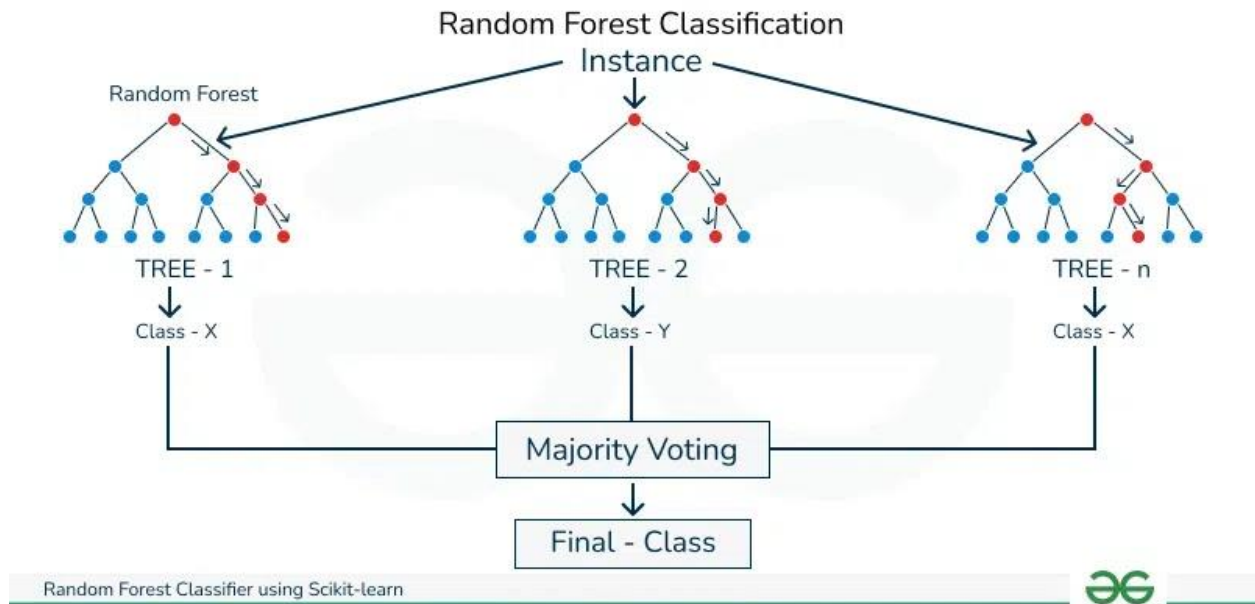 Random Forest Classification
Instance
Random Forest
TREE - 1
TREE - 2
TREE - n
Class - X
Class - Y
Class - X
Majority Voting
Final - Class
Random Forest Classifier using Scikit-learn